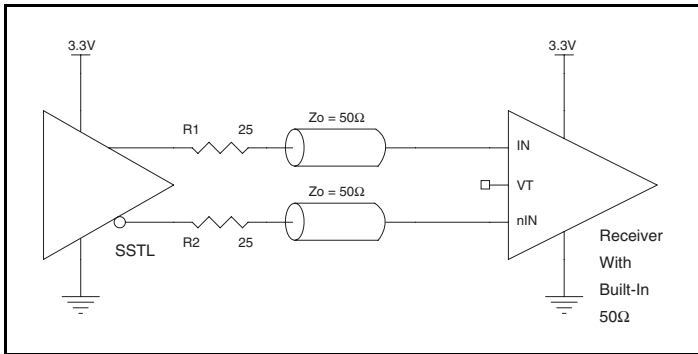 3.3V
3.3V
R1 25
Zo = 50Ω
IN
VT
Zo = 50Ω
nIN
R2 25
SSTL
Receiver
With
Built-In
50Ω